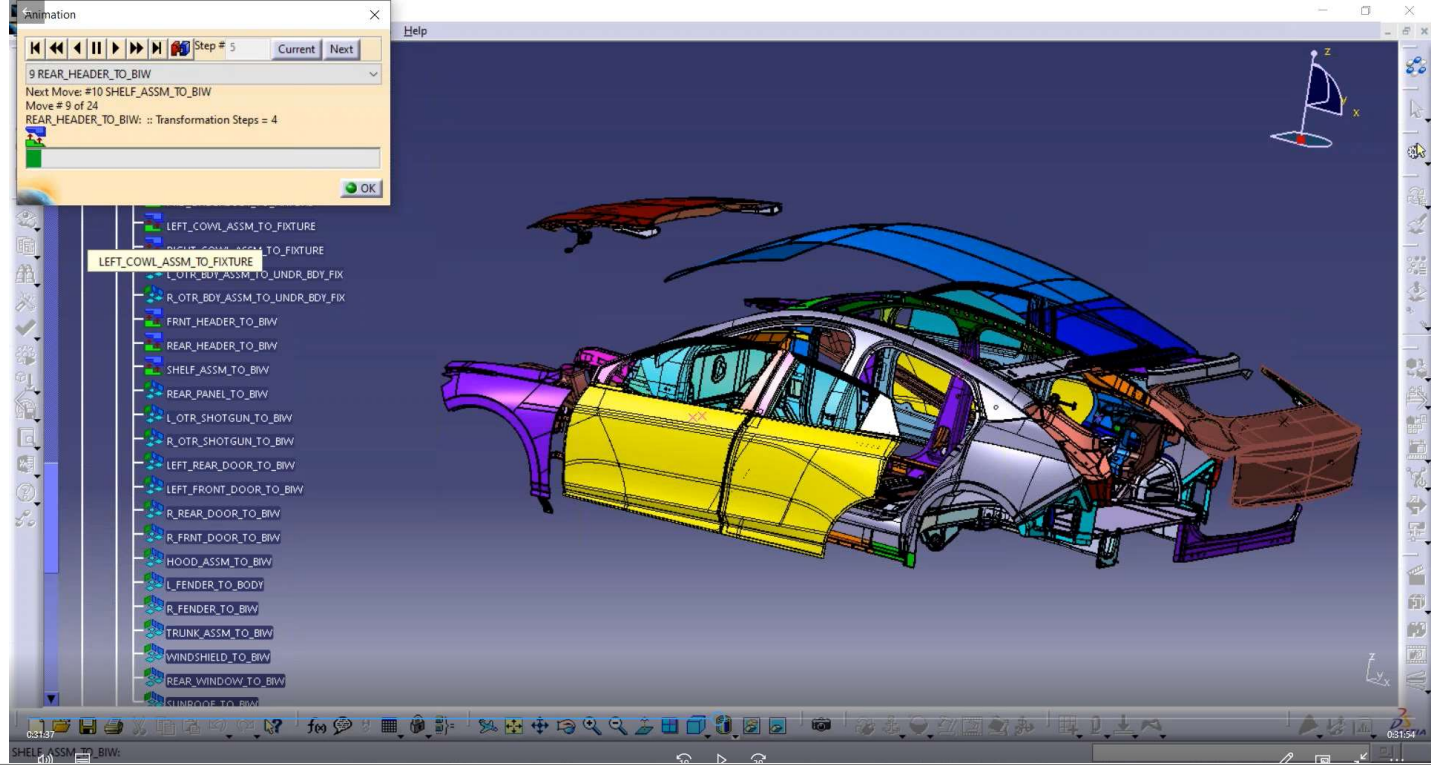 Animation
Help
Step # 5
Current
Next
9 REAR_HEADER_TO_BIW
Next Move: #10 SHELF_ASSM_TO_BIW
Move # 9 of 24
REAR_HEADER_TO_BIW: :: Transformation Steps = 4
OK
z
y
x
LEFT_COWL_ASSM_TO_FIXTURE
RIGHT_COWL_ASSM_TO_FIXTURE
LEFT_COWL_ASSM_TO_FIXTURE
L_OTR_BDY_ASSM_TO_UNDR_BDY_FIX
R_OTR_BDY_ASSM_TO_UNDR_BDY_FIX
FRNT_HEADER_TO_BIW
REAR_HEADER_TO_BIW
SHELF_ASSM_TO_BIW
REAR_PANEL_TO_BIW
L_OTR_SHOTGUN_TO_BIW
R_OTR_SHOTGUN_TO_BIW
LEFT_REAR_DOOR_TO_BIW
LEFT_FRONT_DOOR_TO_BIW
R_REAR_DOOR_TO_BIW
R_FRNT_DOOR_TO_BIW
HOOD_ASSM_TO_BIW
L_FENDER_TO_BODY
R_FENDER_TO_BIW
TRUNK_ASSM_TO_BIW
WINDSHIELD_TO_BIW
REAR_WINDOW_TO_BIW
SUNROOF_TO_BIW
z
y
x
f(x)
0:31:37
0:31:54
SHELF_ASSM_TO_BIW: